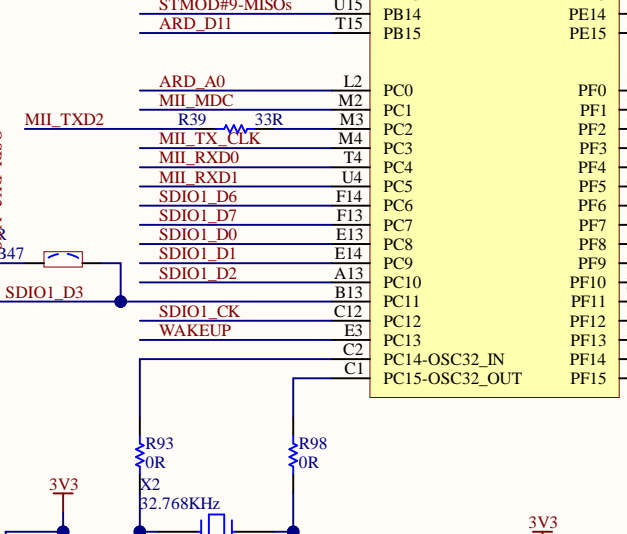 STMOD#9-MISOs U15 PB14 PE14
ARD_D11 T15 PB15 PE15
ARD_A0 L2 PC0 PF0
MII_MDC M2 PC1 PF1
MII_TXD2 R39 33R M3 PC2 PF2
MII_TX_CLK M4 PC3 PF3
MII_RXD0 T4 PC4 PF4
MII_RXD1 U4 PC5 PF5
SDIO1_D6 F14 PC6 PF6
SDIO1_D7 F13 PC7 PF7
SDIO1_D0 E13 PC8 PF8
SDIO1_D1 E14 PC9 PF9
SDIO1_D2 A13 PC10 PF10
SDIO1_D3 B13 PC11 PF11
SDIO1_CK C12 PC12 PF12
WAKEUP E3 PC13 PF13
C2 PC14-OSC32_IN PF14
C1 PC15-OSC32_OUT PF15
R93 R98
0R 0R
3V3 X2
32.768KHz
3V3